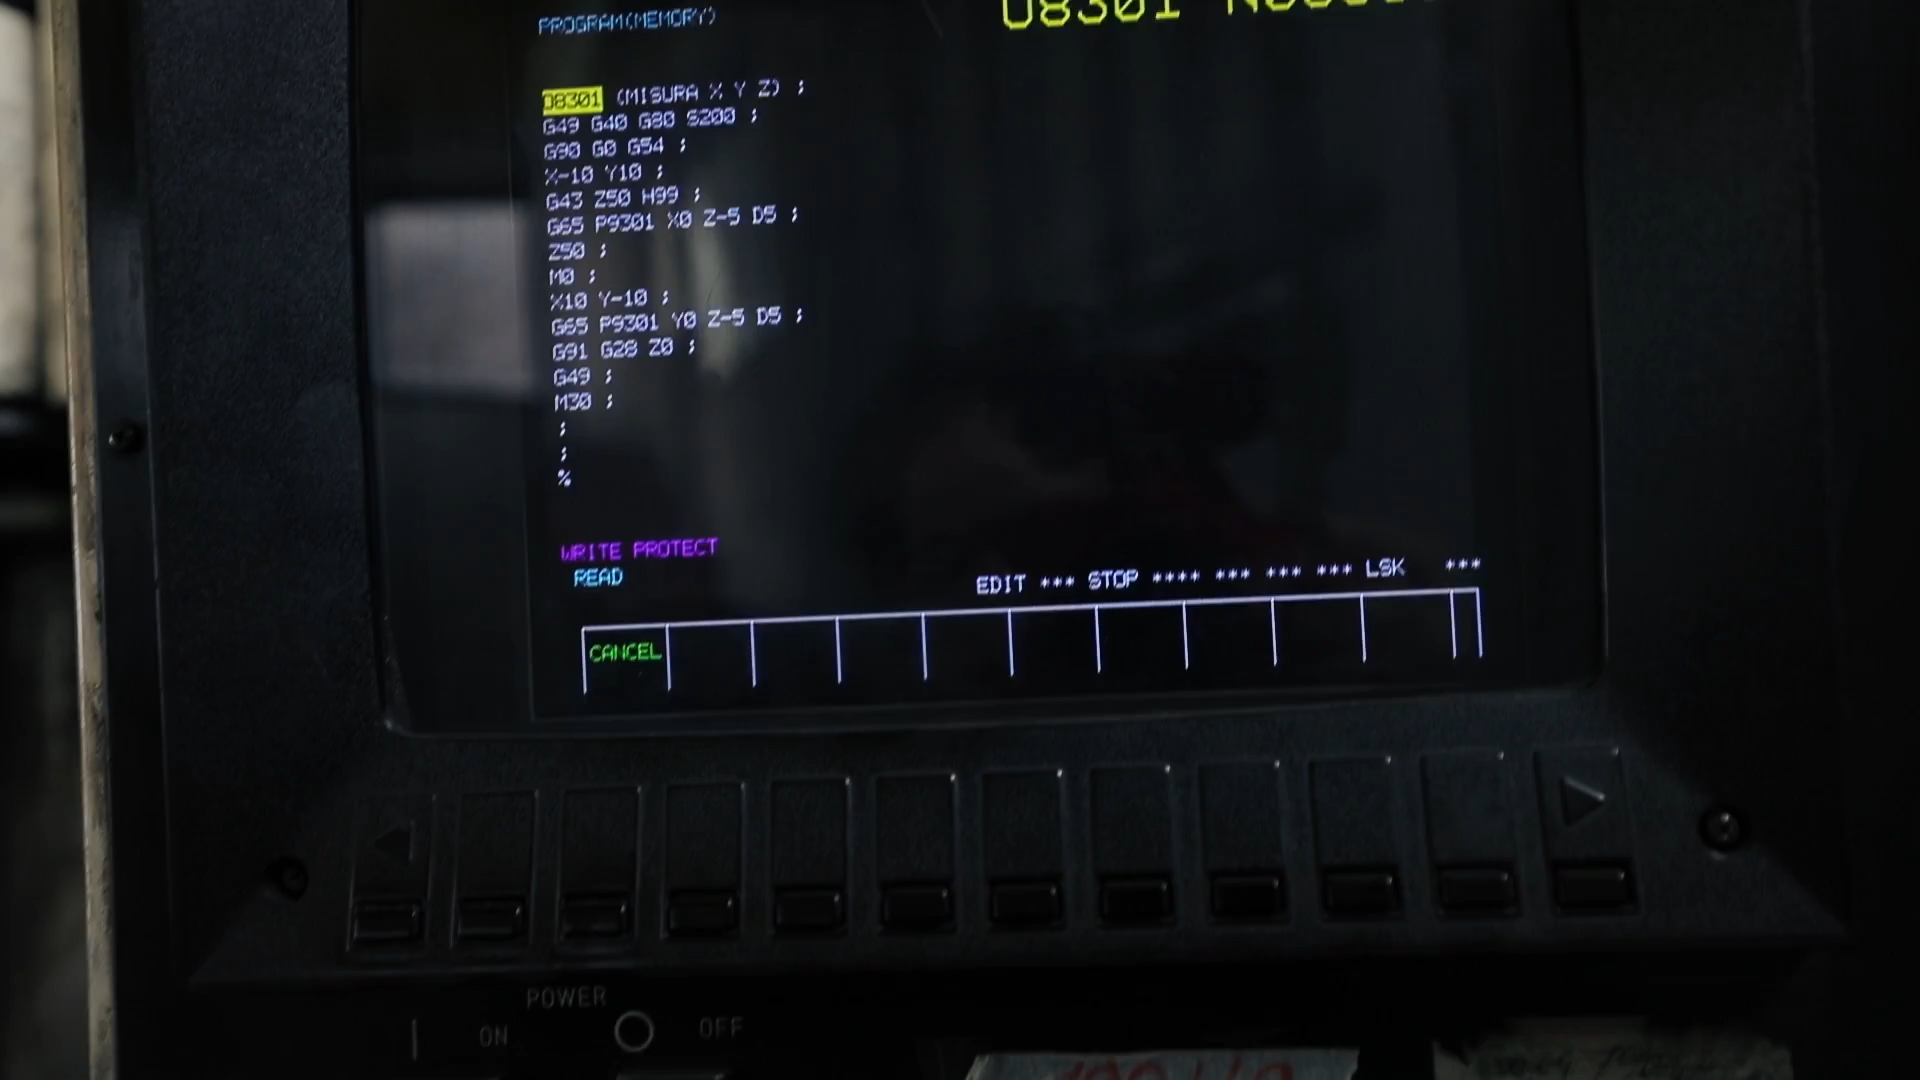 PROGRAM(MEMORY)
O8301
O8301 (MISURA X Y Z) ;
G49 G40 G80 S200 ;
G90 G0 G54 ;
X-10 Y10 ;
G43 Z50 H99 ;
G65 P9301 X0 Z-5 D5 ;
Z50 ;
M0 ;
X10 Y-10 ;
G65 P9301 Y0 Z-5 D5 ;
G91 G28 Z0 ;
G49 ;
M30 ;
;
;
%
WRITE PROTECT
READ
EDIT *** STOP **** *** *** *** LSK ***
CANCEL
POWER
ON OFF